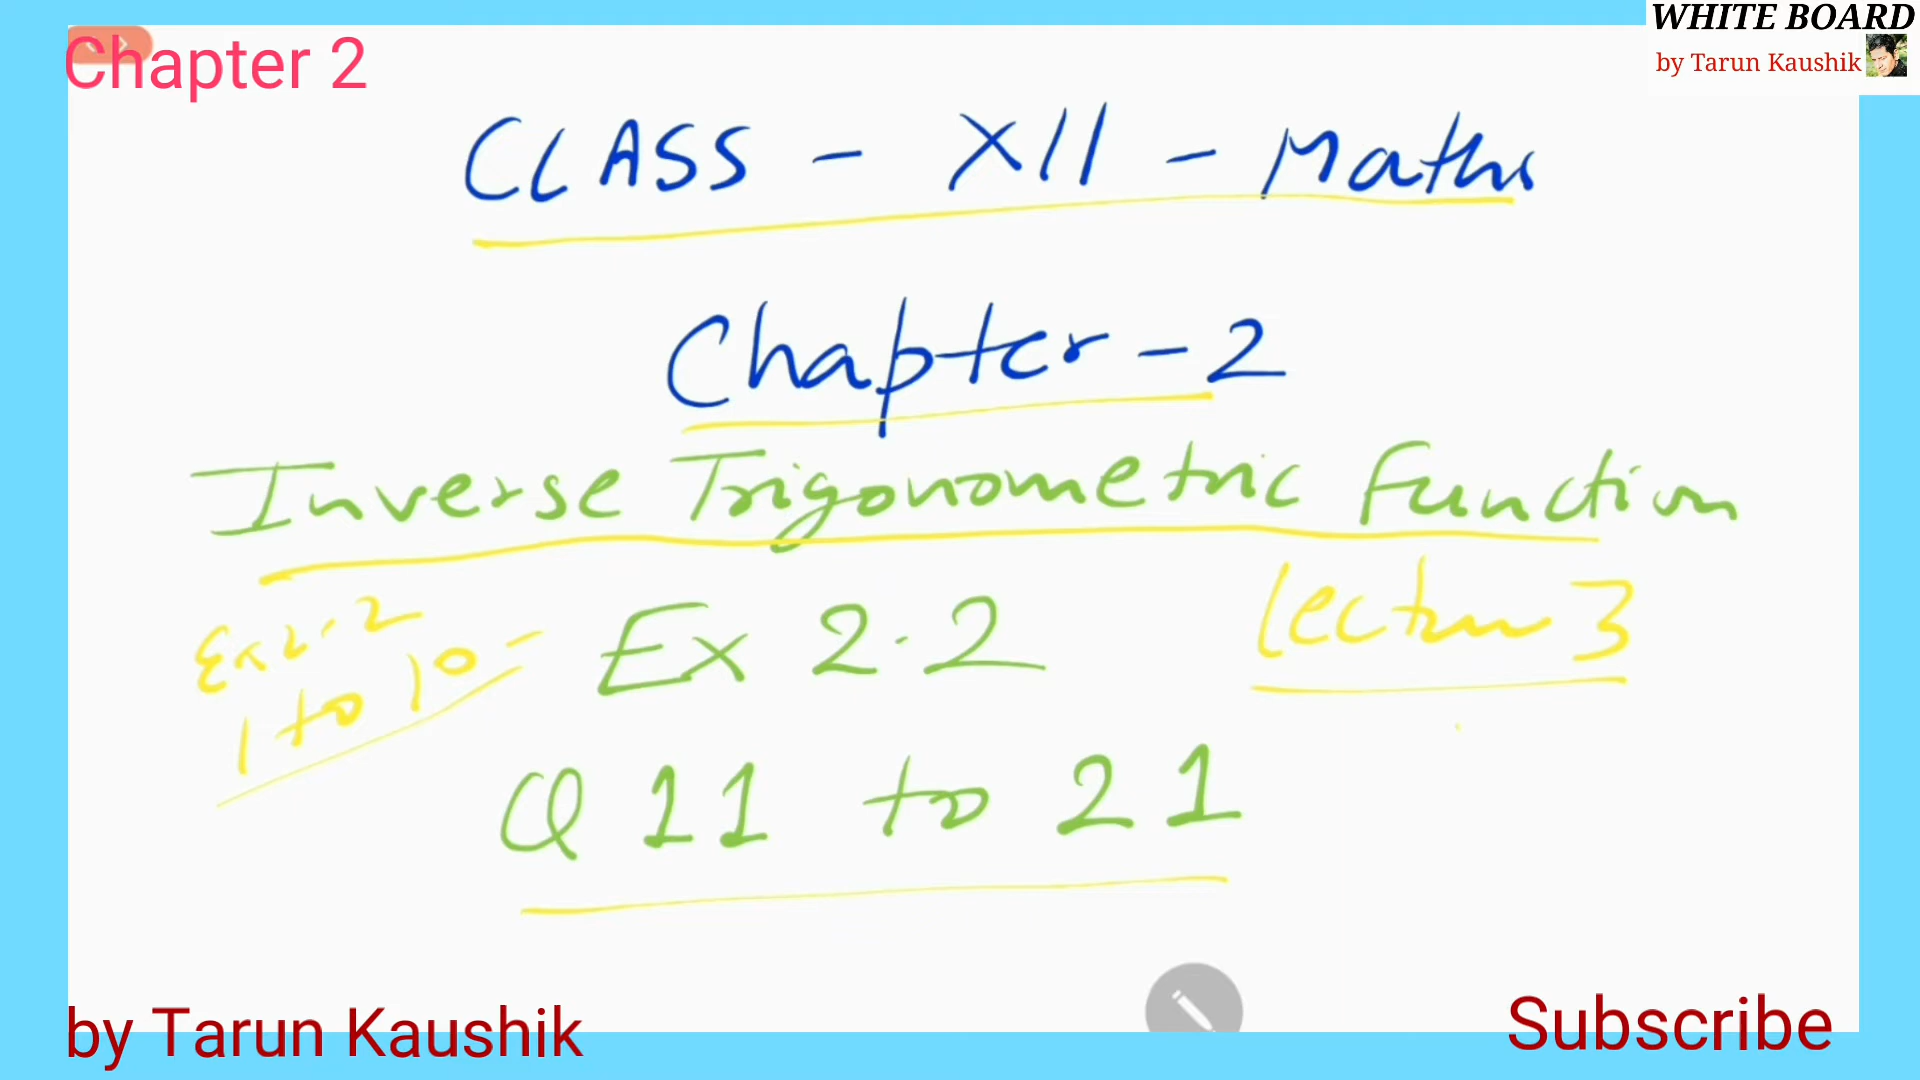 WHITE BOARD
by Tarun Kaushik
Chapter 2
CLASS - XII - Maths
Chapter - 2
Inverse Trigonometric Function
Ex 2.2
1 to 10
Ex 2.2
Lecture 3
Q 11 to 21
by Tarun Kaushik
Subscribe